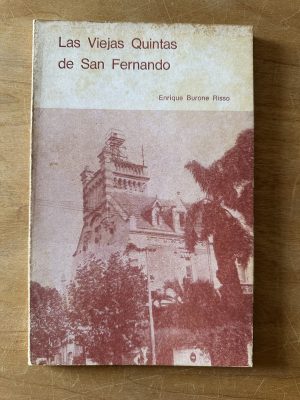 Las Viejas Quintas
de San Fernando
Enrique Burone Risso